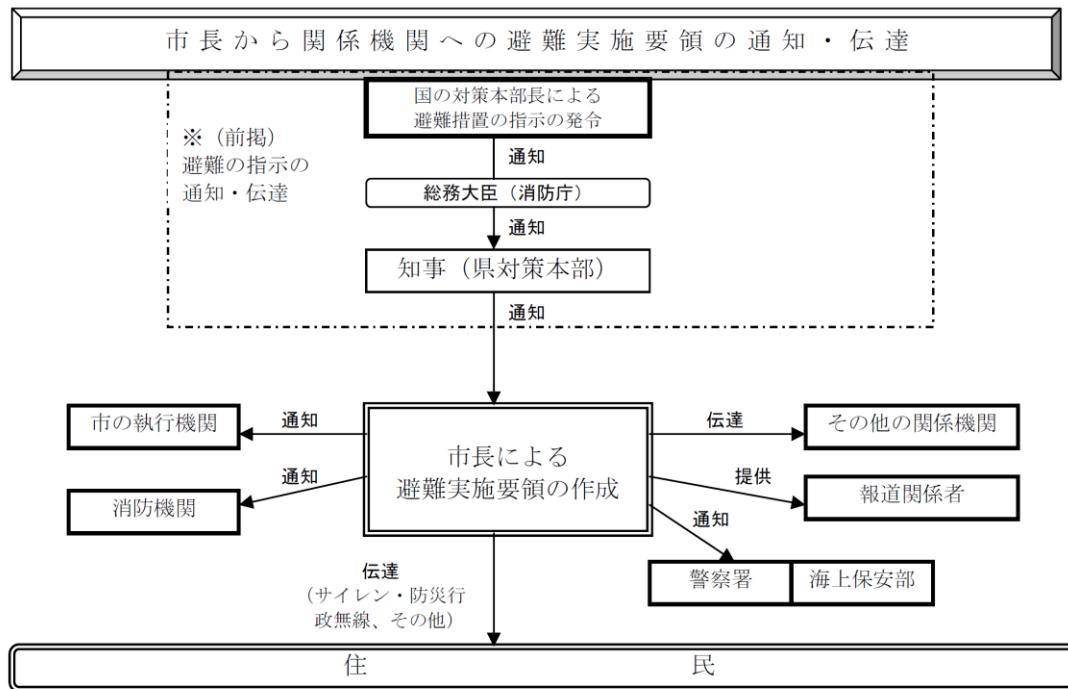 市長から関係機関への避難実施要領の通知・伝達
国の対策本部長による
避難措置の指示の発令
※（前掲）
避難の指示の
通知・伝達
通知
総務大臣（消防庁）
通知
知事（県対策本部）
通知
市の執行機関
通知
消防機関
通知
市長による
避難実施要領の作成
伝達
その他の関係機関
提供
報道関係者
通知
警察署
海上保安部
伝達
（サイレン・防災行
政無線、その他）
住民